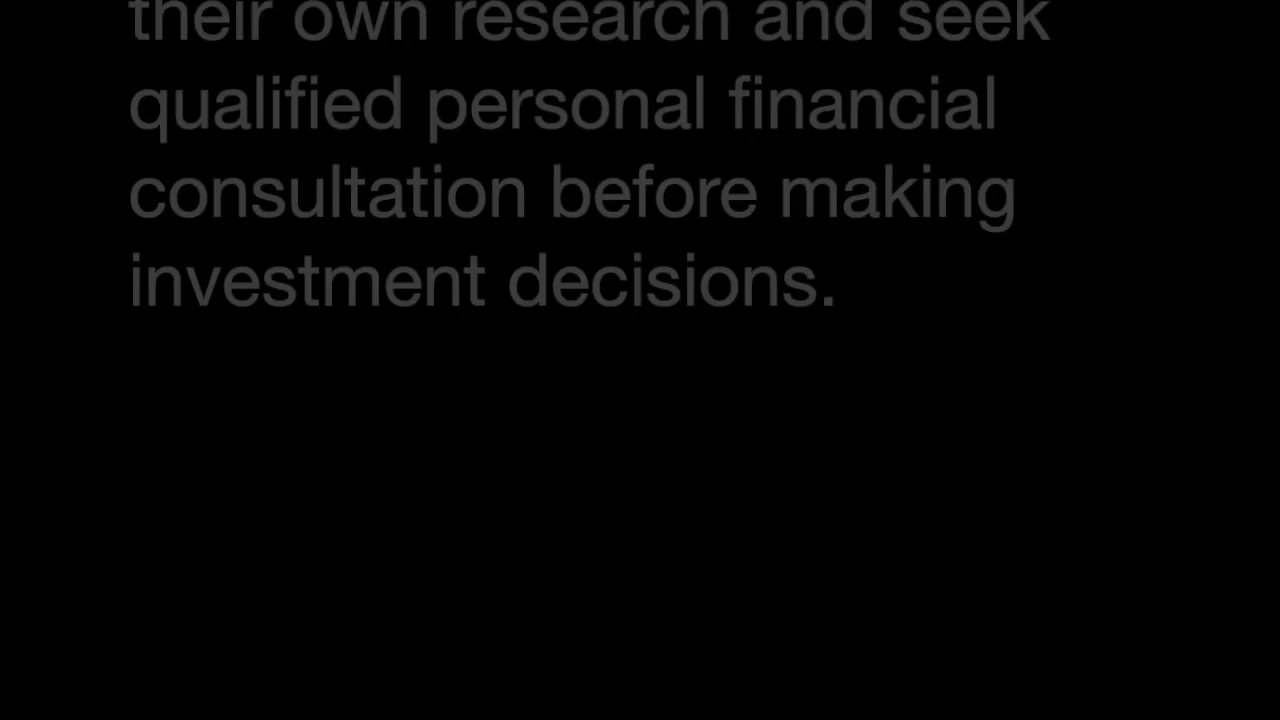 their own research and seek
qualified personal financial
consultation before making
investment decisions.